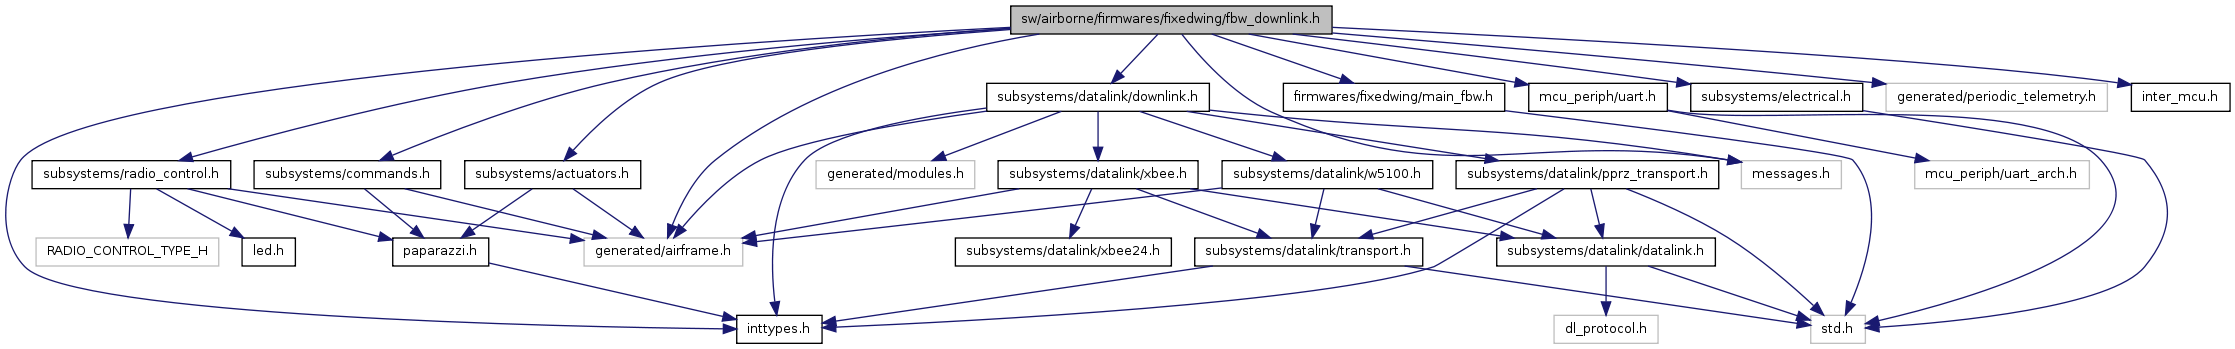 sw/airborne/firmwares/fixedwing/fbw_downlink.h
subsystems/datalink/downlink.h
firmwares/fixedwing/main_fbw.h
mcu_periph/uart.h
subsystems/electrical.h
generated/periodic_telemetry.h
inter_mcu.h
subsystems/radio_control.h
subsystems/commands.h
subsystems/actuators.h
generated/modules.h
subsystems/datalink/xbee.h
subsystems/datalink/w5100.h
subsystems/datalink/pprz_transport.h
messages.h
mcu_periph/uart_arch.h
RADIO_CONTROL_TYPE_H
led.h
paparazzi.h
generated/airframe.h
subsystems/datalink/xbee24.h
subsystems/datalink/transport.h
subsystems/datalink/datalink.h
inttypes.h
dl_protocol.h
std.h